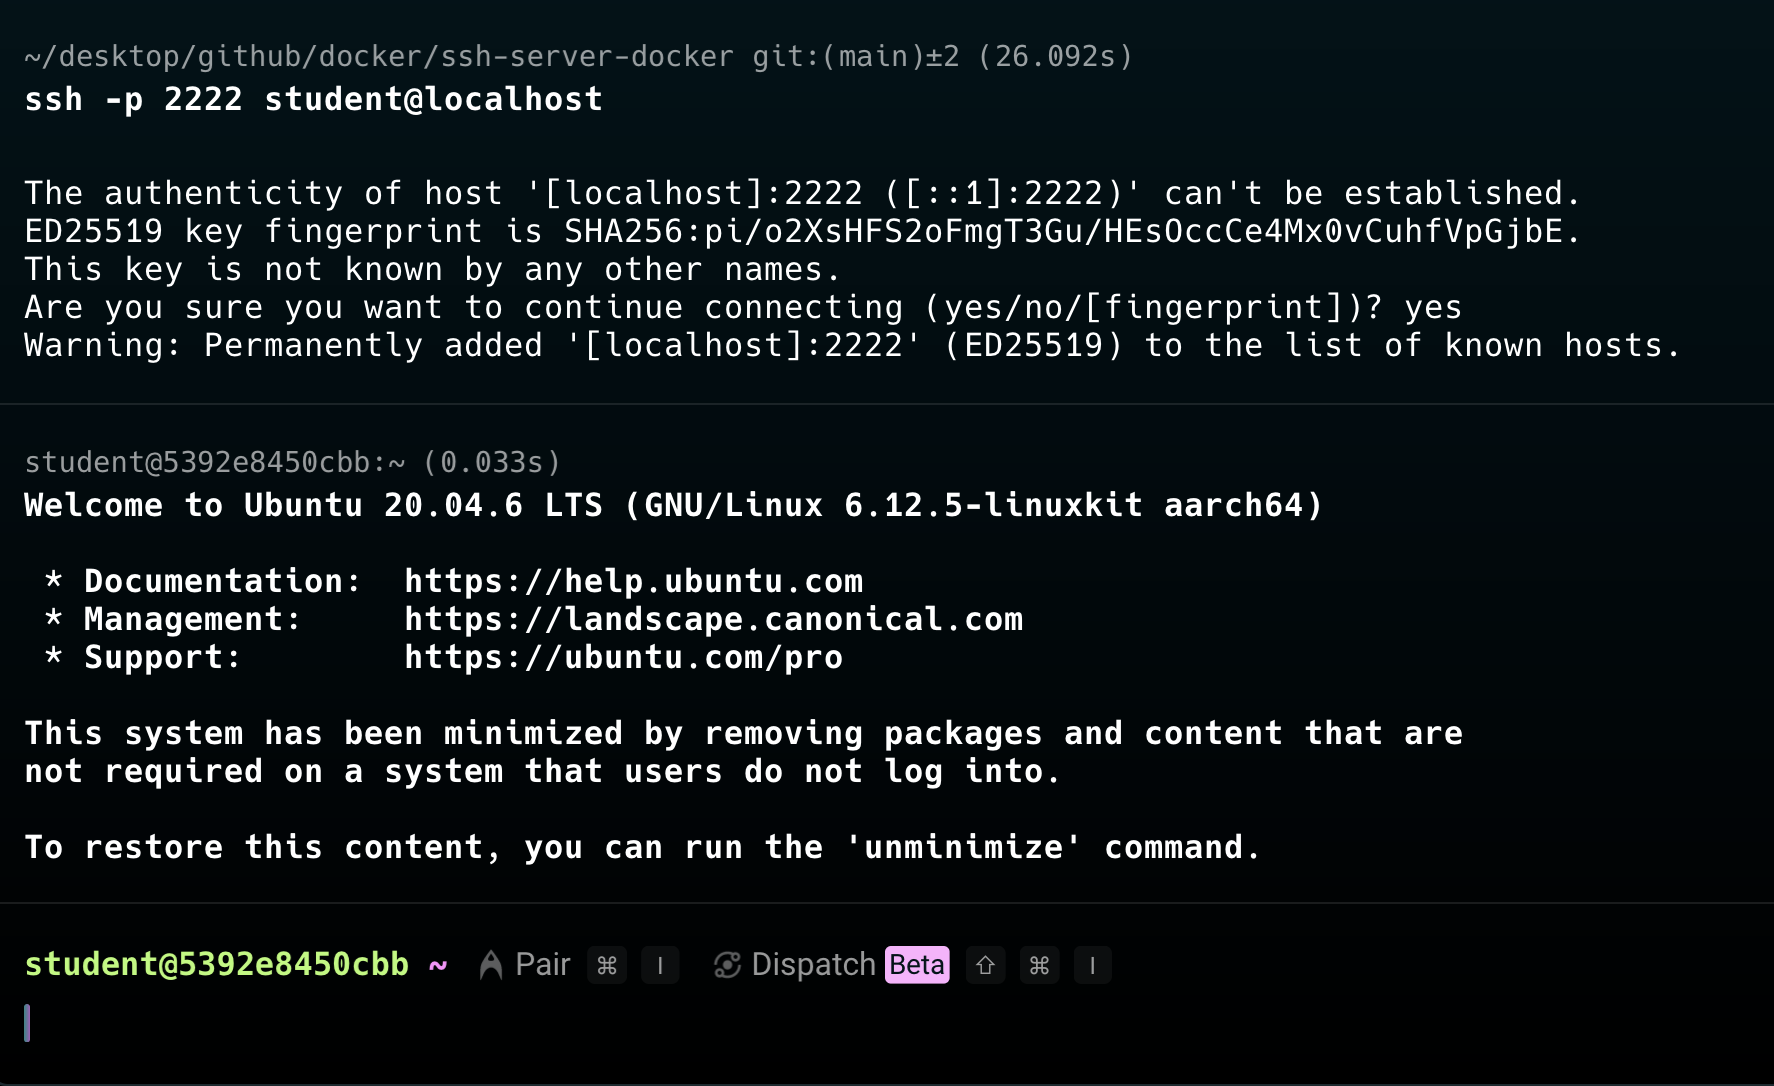 ~/desktop/github/docker/ssh-server-docker git:(main)±2 (26.092s)
ssh -p 2222 student@localhost
The authenticity of host '[localhost]:2222 ([::1]:2222)' can't be established.
ED25519 key fingerprint is SHA256:pi/o2XsHFS2oFmgT3Gu/HEsOccCe4Mx0vCuhfVpGjbE.
This key is not known by any other names.
Are you sure you want to continue connecting (yes/no/[fingerprint])? yes
Warning: Permanently added '[localhost]:2222' (ED25519) to the list of known hosts.
student@5392e8450cbb:~ (0.033s)
Welcome to Ubuntu 20.04.6 LTS (GNU/Linux 6.12.5-linuxkit aarch64)
 * Documentation:  https://help.ubuntu.com
 * Management:     https://landscape.canonical.com
 * Support:        https://ubuntu.com/pro
This system has been minimized by removing packages and content that are
not required on a system that users do not log into.
To restore this content, you can run the 'unminimize' command.
student@5392e8450cbb ~ Pair ⌘ I Dispatch Beta ⇧ ⌘ I